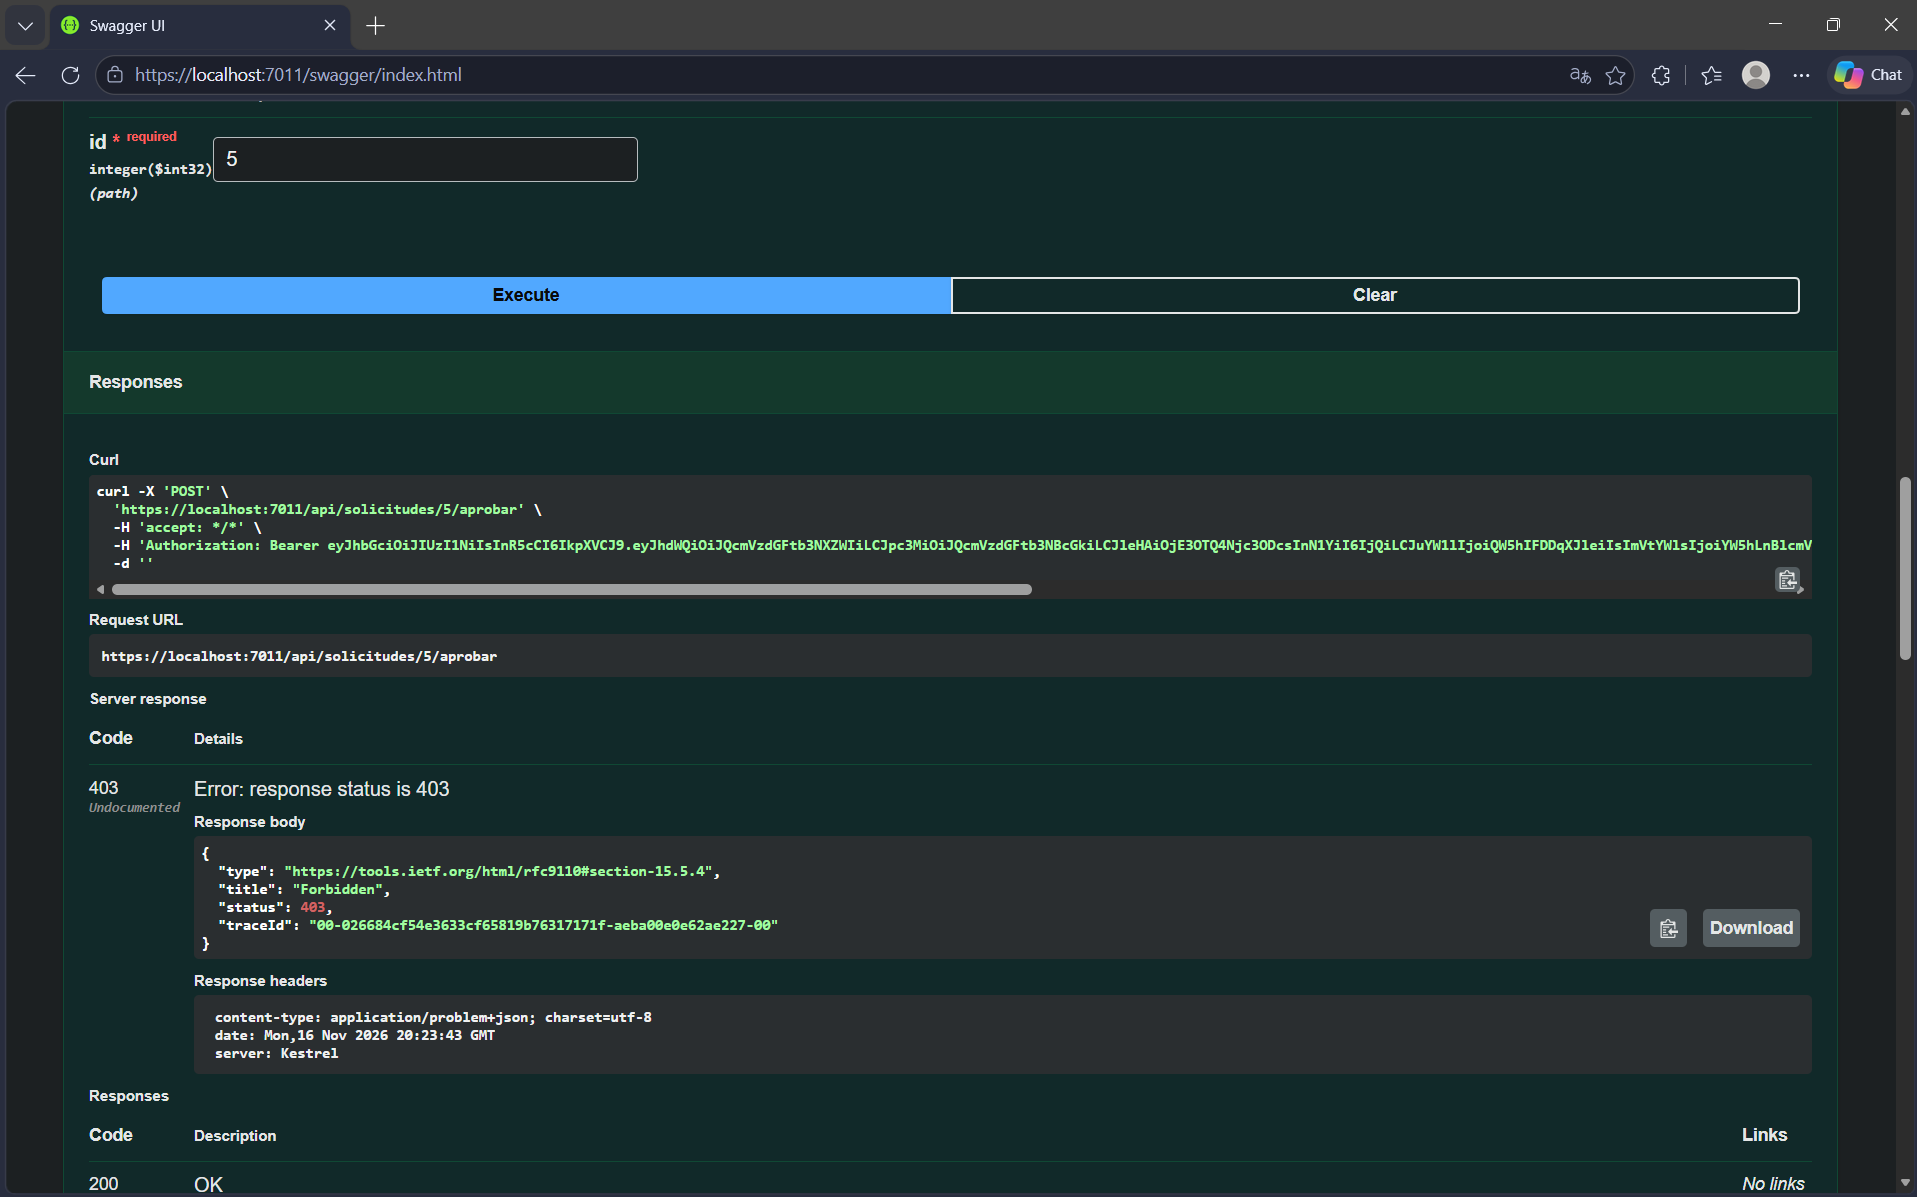 Swagger UI
https://localhost:7011/swagger/index.html
Chat
id * required
integer($int32)
(path)
5
Execute
Clear
Responses
Curl
curl -X 'POST' \
'https://localhost:7011/api/solicitudes/5/aprobar' \
-H 'accept: */*' \
-H 'Authorization: Bearer eyJhbGciOiJIUzI1NiIsInR5cCI6IkpXVCJ9.eyJhdWQiOiJQcmVzdGFtb3NXZWIiLCJpc3MiOiJQcmVzdGFtb3NBcGkiLCJleHAiOjE3OTQ4Njc3ODcsInN1YiI6IjQiLCJuYW1lIjoiQW5hIFDDqXJleiIsImVtYWlsIjoiYW5hLnBlcmV
-d ''
Request URL
https://localhost:7011/api/solicitudes/5/aprobar
Server response
Code Details
403 Error: response status is 403
Undocumented
Response body
{
"type": "https://tools.ietf.org/html/rfc9110#section-15.5.4",
"title": "Forbidden",
"status": 403,
"traceId": "00-026684cf54e3633cf65819b76317171f-aeba00e0e62ae227-00"
}
Download
Response headers
content-type: application/problem+json; charset=utf-8
date: Mon,16 Nov 2026 20:23:43 GMT
server: Kestrel
Responses
Code Description Links
200 OK No links